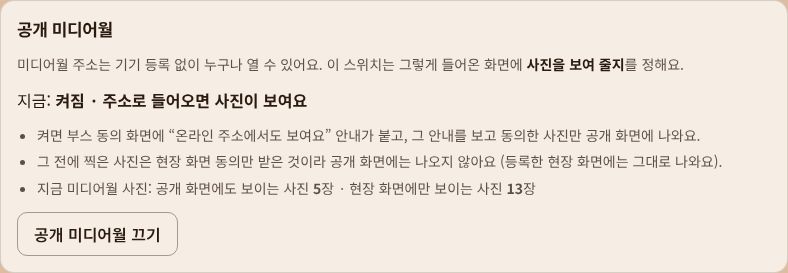 공개 미디어월
미디어월 주소는 기기 등록 없이 누구나 열 수 있어요. 이 스위치는 그렇게 들어온 화면에 사진을 보여 줄지를 정해요.
지금: 켜짐 · 주소로 들어오면 사진이 보여요
• 켜면 부스 동의 화면에 “온라인 주소에서도 보여요” 안내가 붙고, 그 안내를 보고 동의한 사진만 공개 화면에 나와요.
• 그 전에 찍은 사진은 현장 화면 동의만 받은 것이라 공개 화면에는 나오지 않아요 (등록한 현장 화면에는 그대로 나와요).
• 지금 미디어월 사진: 공개 화면에도 보이는 사진 5장 · 현장 화면에만 보이는 사진 13장
공개 미디어월 끄기